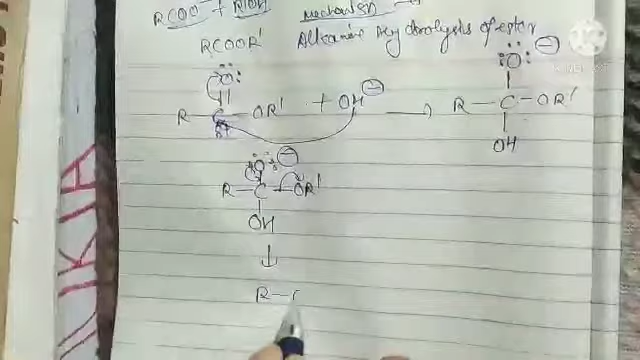 RCOO⁻ + R'OH Mechanism →
RCOOR' Alkaline Hydrolysis of ester
:O: :O:⊖
R—C—OR' + OH⊖ → R—C—OR'
δ+ OH
:O:⊖
R—C—OR'
OH
↓
R—